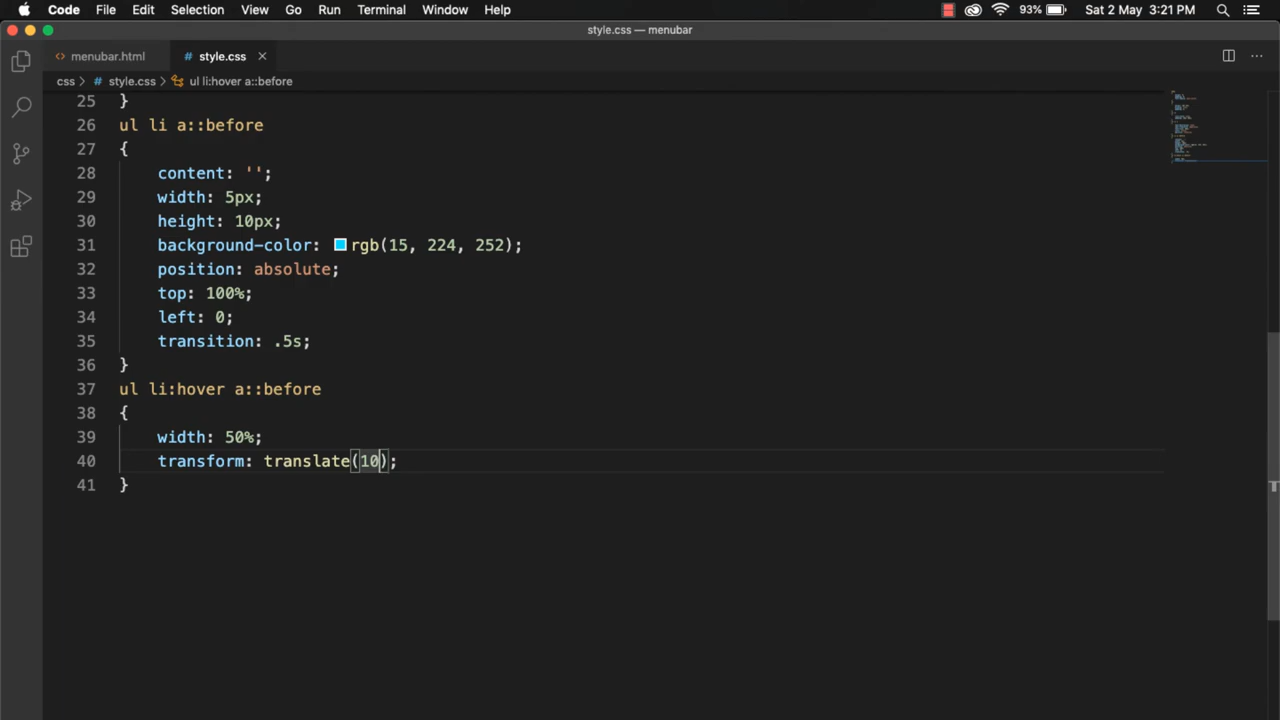 Code File Edit Selection View Go Run Terminal Window Help 93% Sat 2 May 3:21 PM
style.css — menubar
menubar.html style.css
css > style.css > ul li:hover a::before
25 }
26 ul li a::before
27 {
28 content: '';
29 width: 5px;
30 height: 10px;
31 background-color: rgb(15, 224, 252);
32 position: absolute;
33 top: 100%;
34 left: 0;
35 transition: .5s;
36 }
37 ul li:hover a::before
38 {
39 width: 50%;
40 transform: translate(10);
41 }